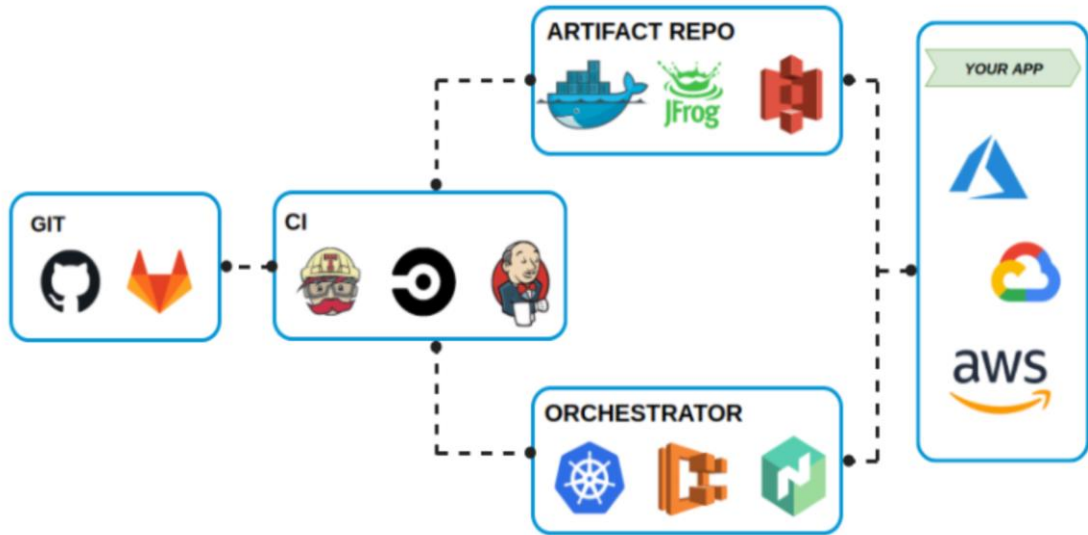 ARTIFACT REPO
JFrog
YOUR APP
GIT
CI
T
aws
ORCHESTRATOR